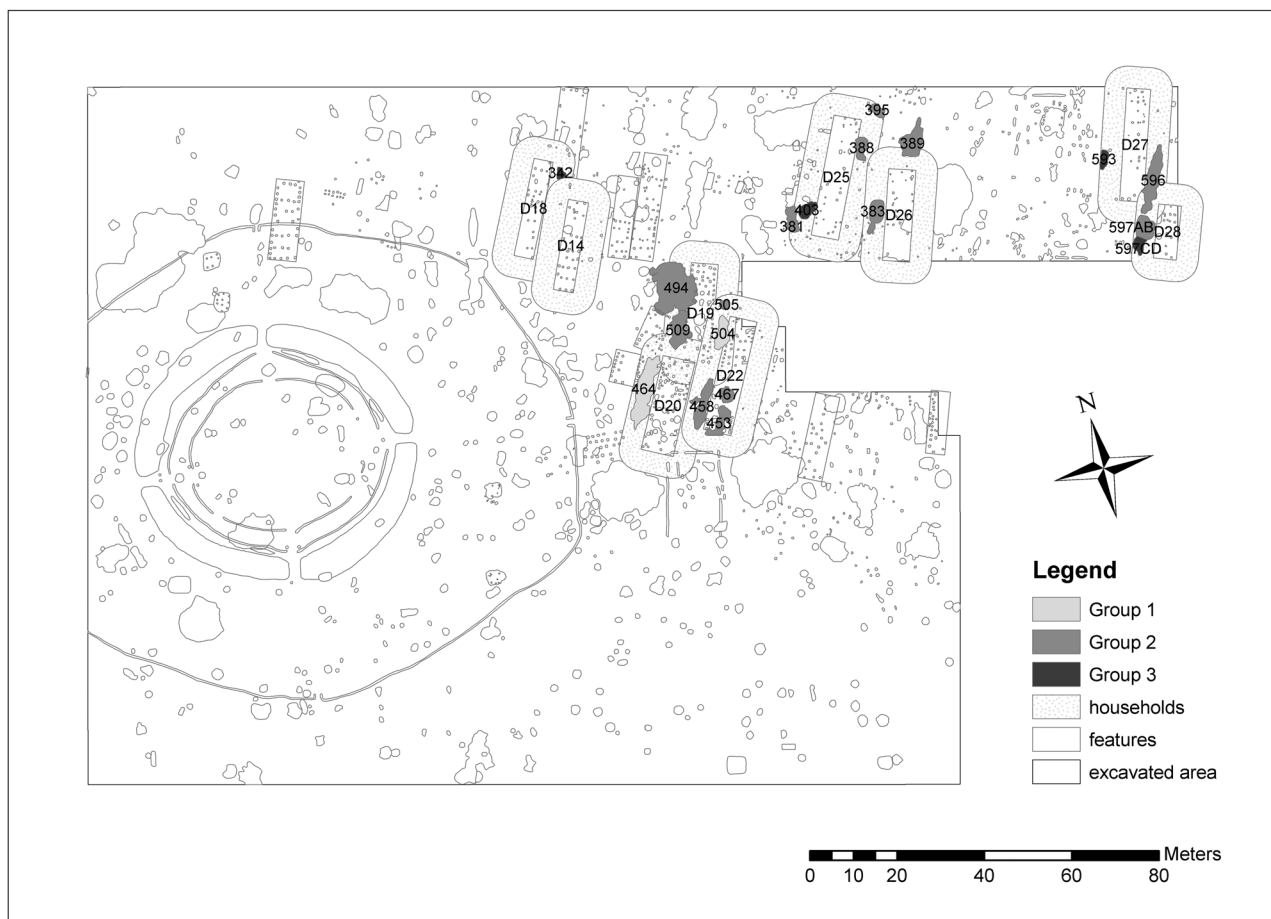 395
388
389
D25
403
381
383
D26
D27
593
596
597AB
D28
597CD
342
D18
D14
494
505
D19
509
504
464
D22
467
D20
458
453
N
Legend
Group 1
Group 2
Group 3
households
features
excavated area
Meters
0 10 20 40 60 80